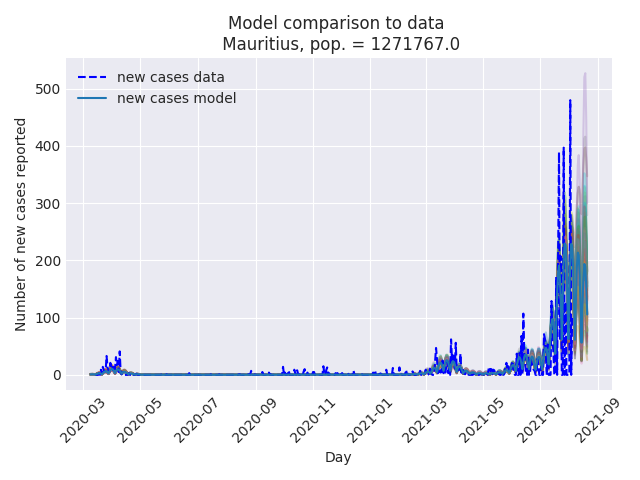 Model comparison to data
Mauritius, pop. = 1271767.0
new cases data
new cases model
Number of new cases reported
500
400
300
200
100
0
2020-03
2020-05
2020-07
2020-09
2020-11
2021-01
2021-03
2021-05
2021-07
2021-09
Day